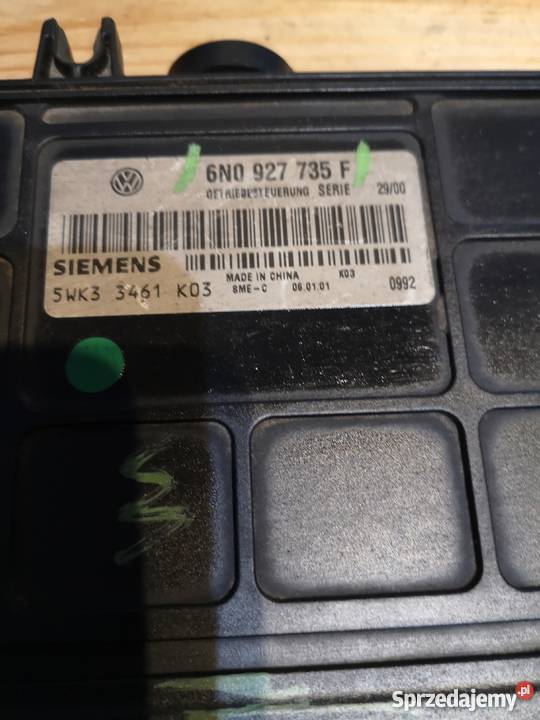 6N0 927 735 F
GETRIEBESTEUERUNG SERIE 29/00
SIEMENS
MADE IN CHINA K03
5WK3 3461 K03 SME-C 06.01.01 0992
Sprzedajemy.pl